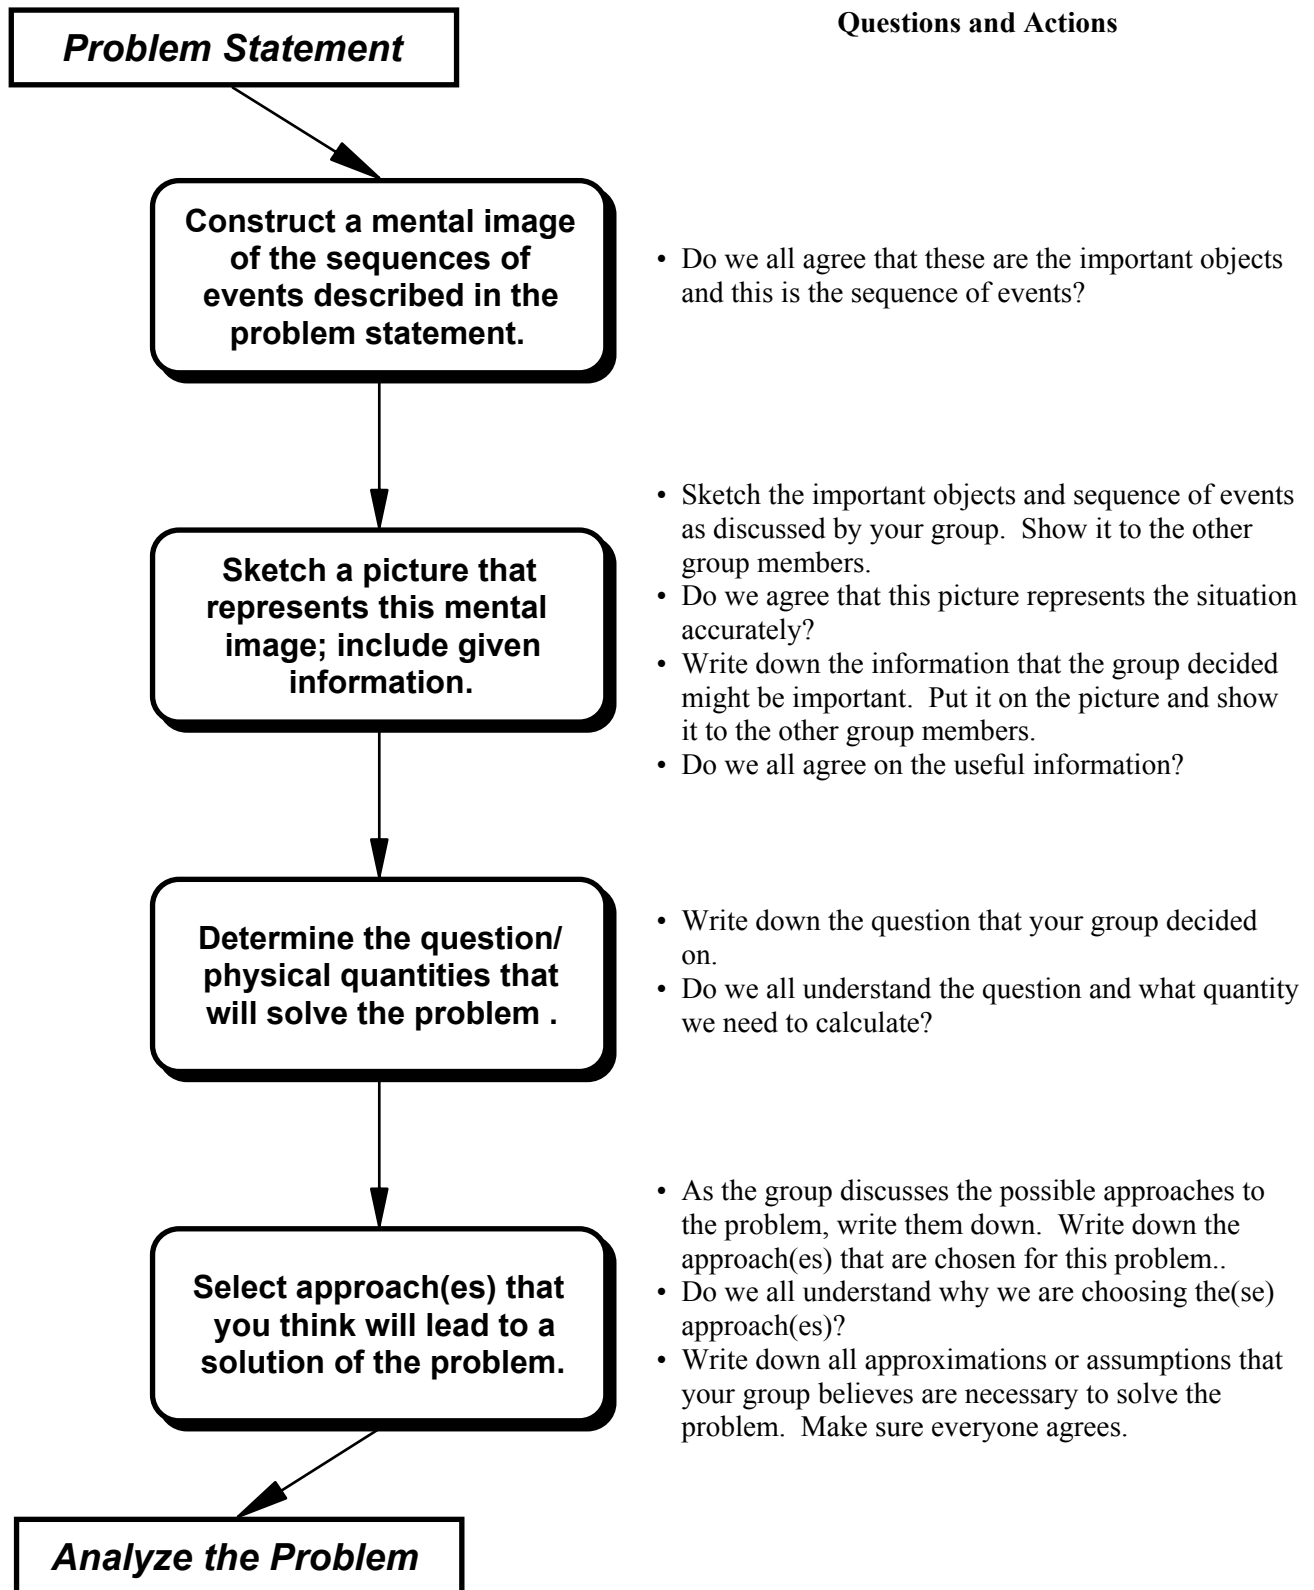 Questions and Actions
Problem Statement
Construct a mental image
of the sequences of
events described in the
problem statement.
• Do we all agree that these are the important objects
and this is the sequence of events?
Sketch a picture that
represents this mental
image; include given
information.
• Sketch the important objects and sequence of events
as discussed by your group.  Show it to the other
group members.
• Do we agree that this picture represents the situation
accurately?
• Write down the information that the group decided
might be important.  Put it on the picture and show
it to the other group members.
• Do we all agree on the useful information?
Determine the question/
physical quantities that
will solve the problem .
• Write down the question that your group decided
on.
• Do we all understand the question and what quantity
we need to calculate?
Select approach(es) that
you think will lead to a
solution of the problem.
• As the group discusses the possible approaches to
the problem, write them down.  Write down the
approach(es) that are chosen for this problem..
• Do we all understand why we are choosing the(se)
approach(es)?
• Write down all approximations or assumptions that
your group believes are necessary to solve the
problem.  Make sure everyone agrees.
Analyze the Problem